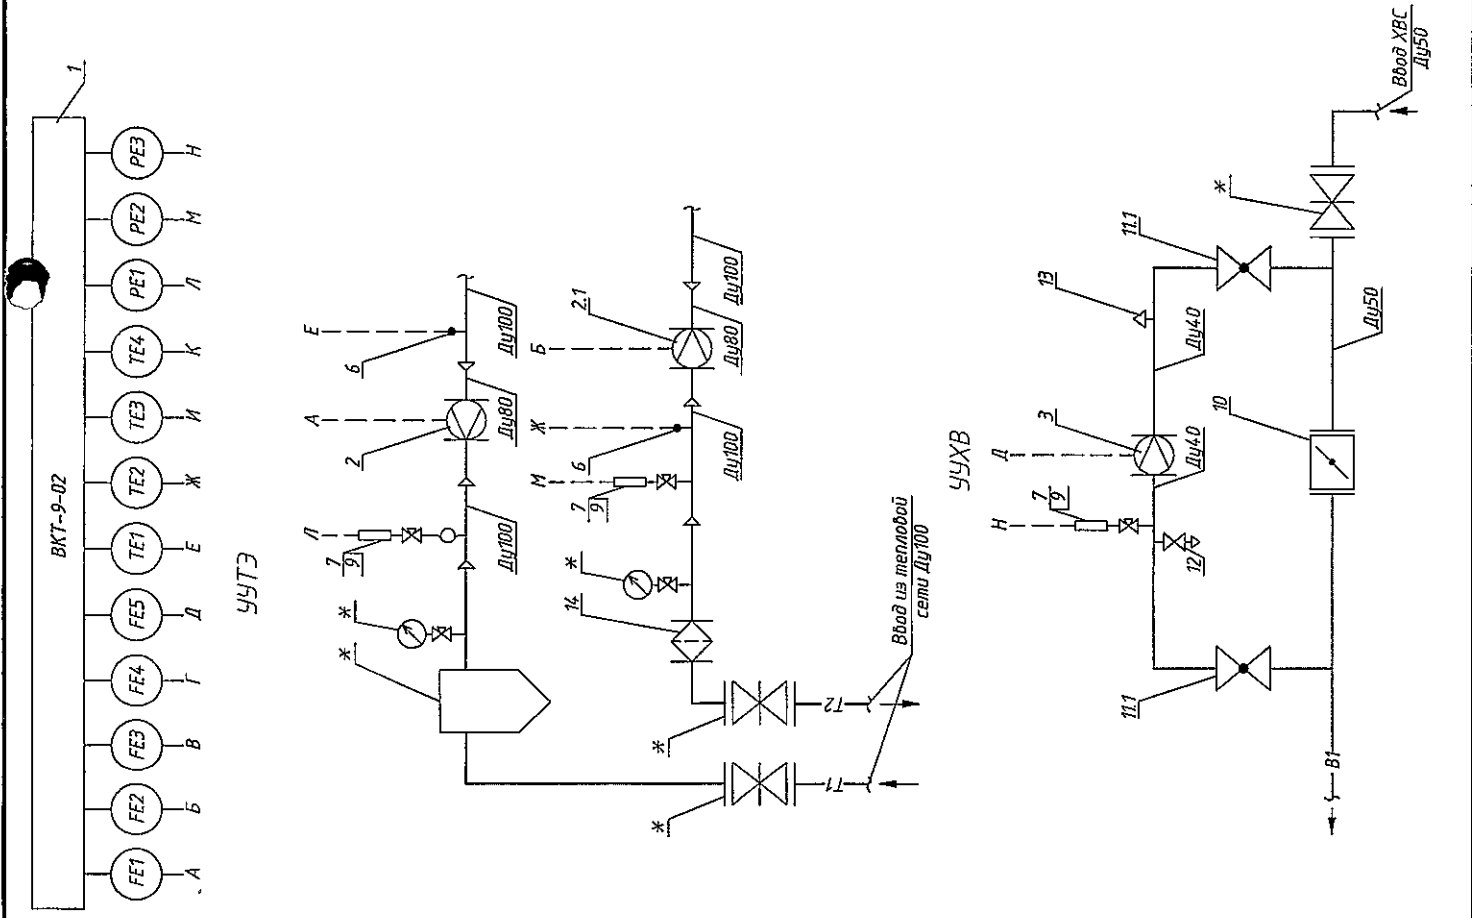 1
ВКТ-9-02
FE1
FE2
FE3
FE4
FE5
TE1
TE2
TE3
TE4
PE1
PE2
PE3
А
Б
В
Г
Д
Е
Ж
И
К
Л
М
Н
УУТЭ
*
*
Л
7
9
А
2
Е
6
Ду100
Ду80
Ду100
14
*
М
7
9
Ж
6
Б
2.1
Ду100
Ду80
Ду100
*
*
Т1
Т2
Ввод из тепловой
сети Ду100
УУХВ
Н
7
9
12
Д
3
Ду40
Ду40
13
11.1
11.1
10
Ду50
*
Ввод ХВС
Ду50
В1